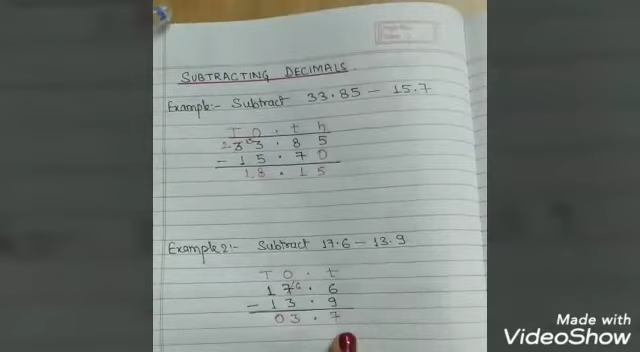 SUBTRACTING DECIMALS.
Example:- Subtract 33.85 - 15.7
T O . t h
2 3 3 . 8 5
- 1 5 . 7 0
1 8 . 1 5
Example 2:- Subtract 17.6 - 13.9
T O . t
1 7 6 . 6
- 1 3 . 9
0 3 . 7
Made with
VideoShow